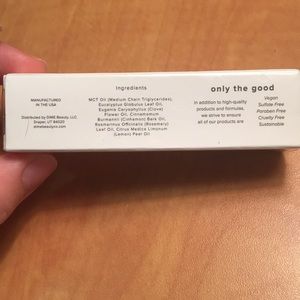 MANUFACTURED
IN THE USA
Distributed by DIME Beauty, LLC
Draper, UT 84020
dimebeautyco.com
Ingredients
MCT Oil (Medium Chain Triglycerides),
Eucalyptus Globulus Leaf Oil,
Eugenia Caryophyllus (Clove)
Flower Oil, Cinnamomum
Burmannii (Cinnamon) Bark Oil,
Rosmarinus Officinalis (Rosemary)
Leaf Oil, Citrus Medica Limonum
(Lemon) Peel Oil
only the good
in addition to high-quality
products and formulas,
we strive to ensure
all of our products are
Vegan
Sulfate Free
Paraben Free
Cruelty Free
Sustainable